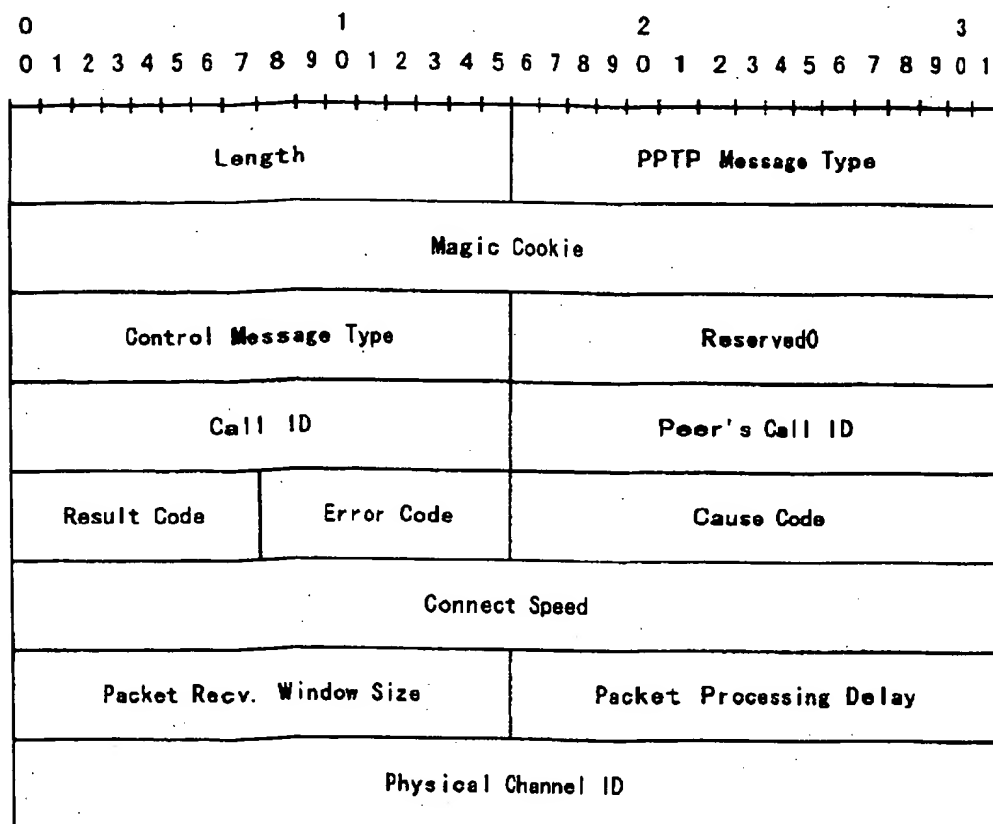 0 1 2 3
0 1 2 3 4 5 6 7 8 9 0 1 2 3 4 5 6 7 8 9 0 1 2 3 4 5 6 7 8 9 0 1
Length PPTP Message Type
Magic Cookie
Control Message Type Reserved0
Call ID Peer's Call ID
Result Code Error Code Cause Code
Connect Speed
Packet Recv. Window Size Packet Processing Delay
Physical Channel ID